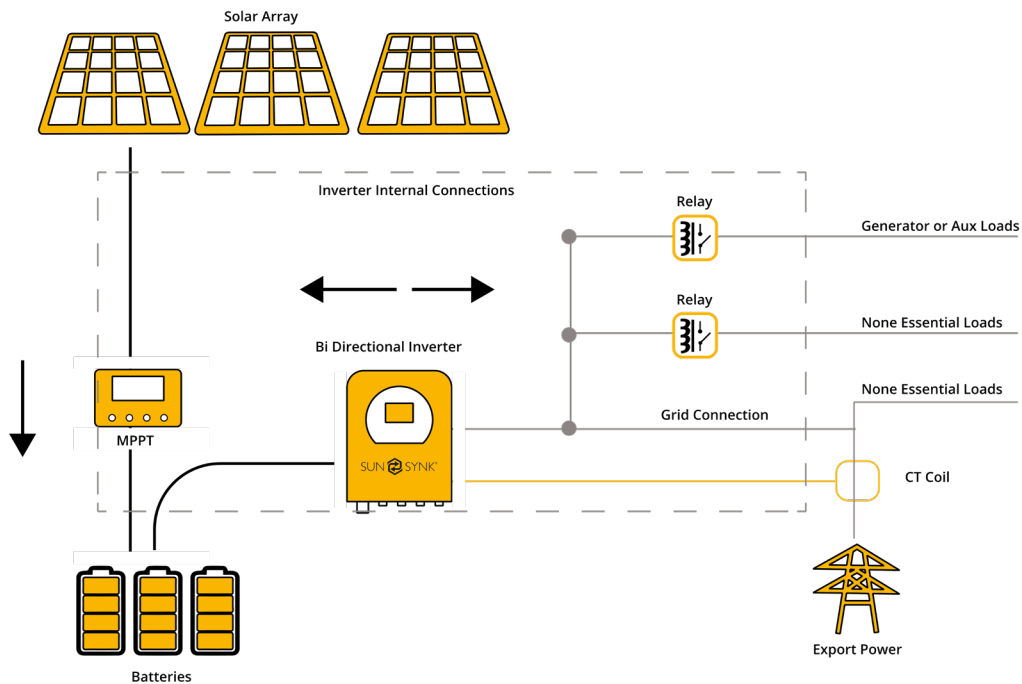 Solar Array
Inverter Internal Connections
Relay
Generator or Aux Loads
Relay
None Essential Loads
Bi Directional Inverter
None Essential Loads
Grid Connection
MPPT
SUN SYNK
CT Coil
Export Power
Batteries